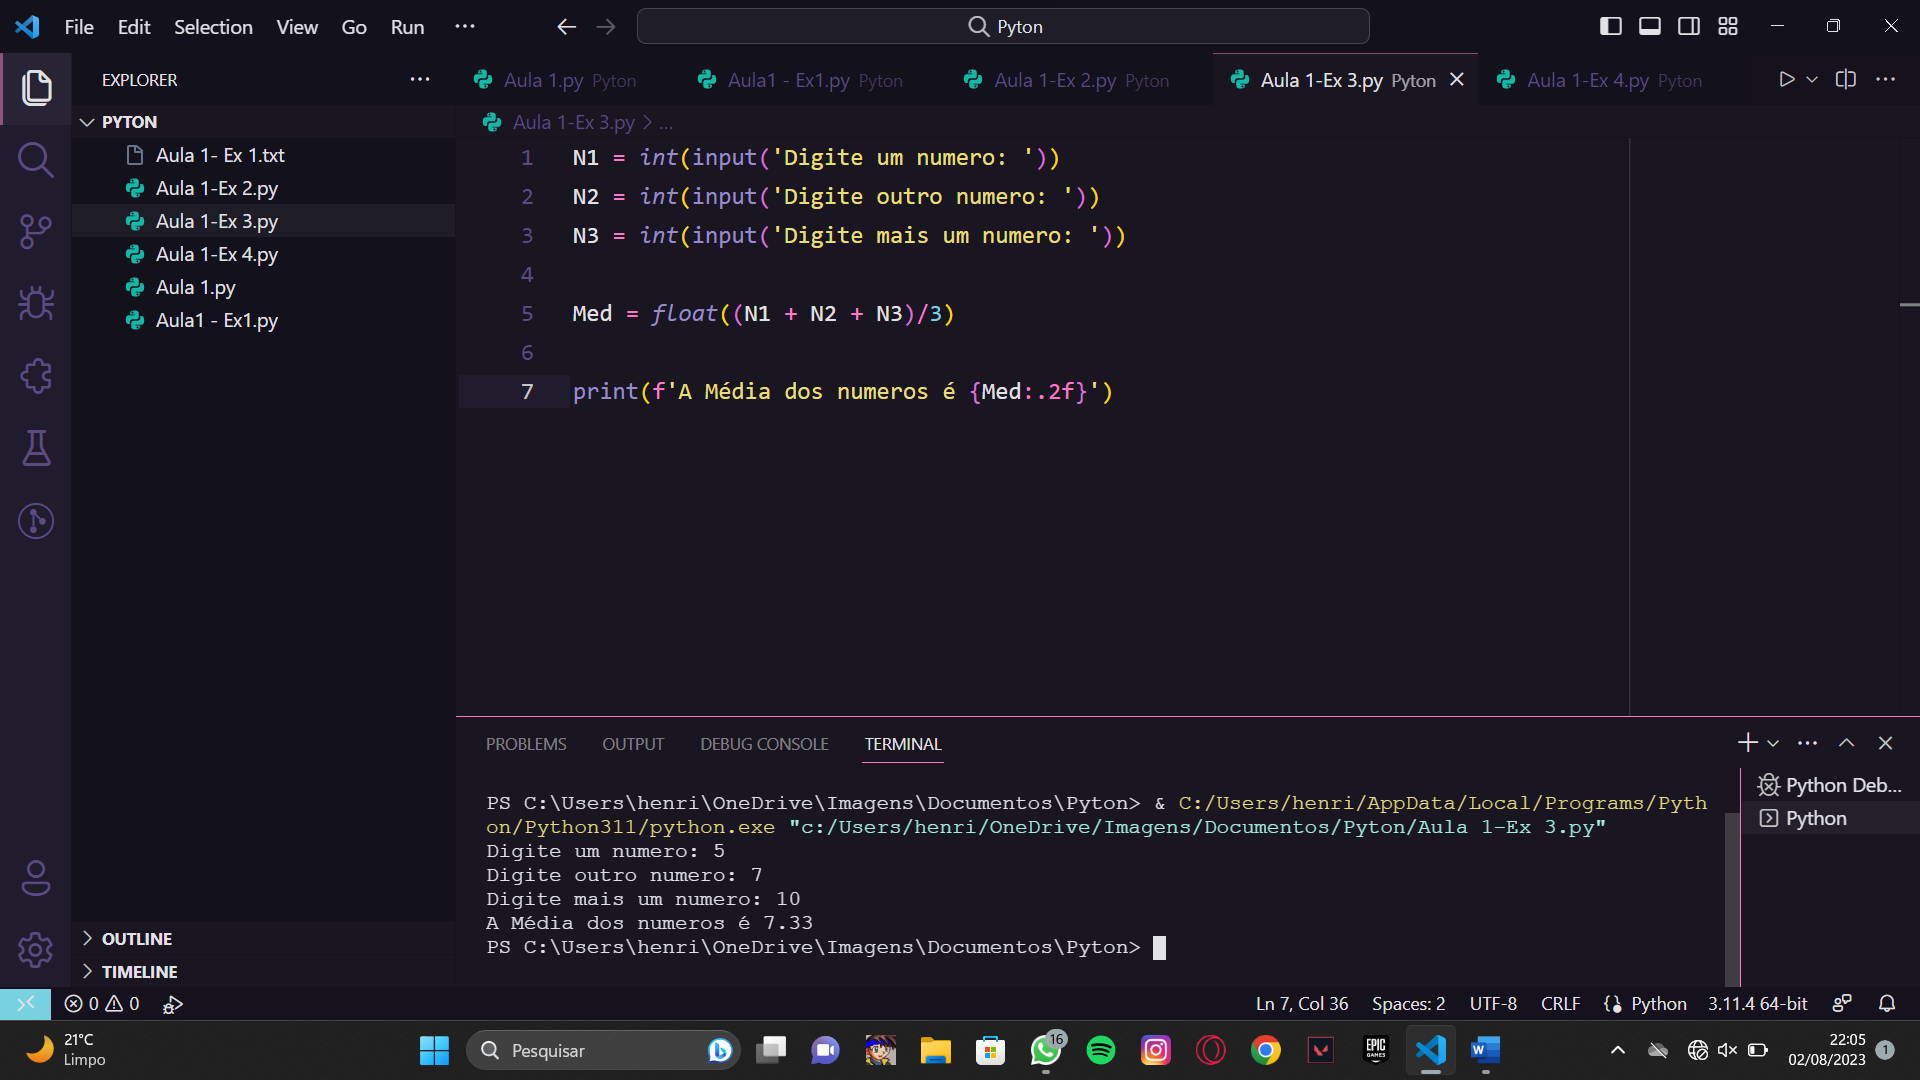 File Edit Selection View Go Run ··· Pyton
EXPLORER ···
Aula 1.py Pyton Aula1 - Ex1.py Pyton Aula 1-Ex 2.py Pyton Aula 1-Ex 3.py Pyton Aula 1-Ex 4.py Pyton
PYTON
Aula 1- Ex 1.txt
Aula 1-Ex 2.py
Aula 1-Ex 3.py
Aula 1-Ex 4.py
Aula 1.py
Aula1 - Ex1.py
OUTLINE
TIMELINE
Aula 1-Ex 3.py > ...
1 N1 = int(input('Digite um numero: '))
2 N2 = int(input('Digite outro numero: '))
3 N3 = int(input('Digite mais um numero: '))
4
5 Med = float((N1 + N2 + N3)/3)
6
7 print(f'A Média dos numeros é {Med:.2f}')
PROBLEMS OUTPUT DEBUG CONSOLE TERMINAL
PS C:\Users\henri\OneDrive\Imagens\Documentos\Pyton> & C:/Users/henri/AppData/Local/Programs/Pyth
on/Python311/python.exe "c:/Users/henri/OneDrive/Imagens/Documentos/Pyton/Aula 1-Ex 3.py"
Digite um numero: 5
Digite outro numero: 7
Digite mais um numero: 10
A Média dos numeros é 7.33
PS C:\Users\henri\OneDrive\Imagens\Documentos\Pyton>
Python Deb...
Python
0 0 Ln 7, Col 36 Spaces: 2 UTF-8 CRLF Python 3.11.4 64-bit
21°C
Limpo
Pesquisar
16
EPIC
GAMES
22:05
02/08/2023
1